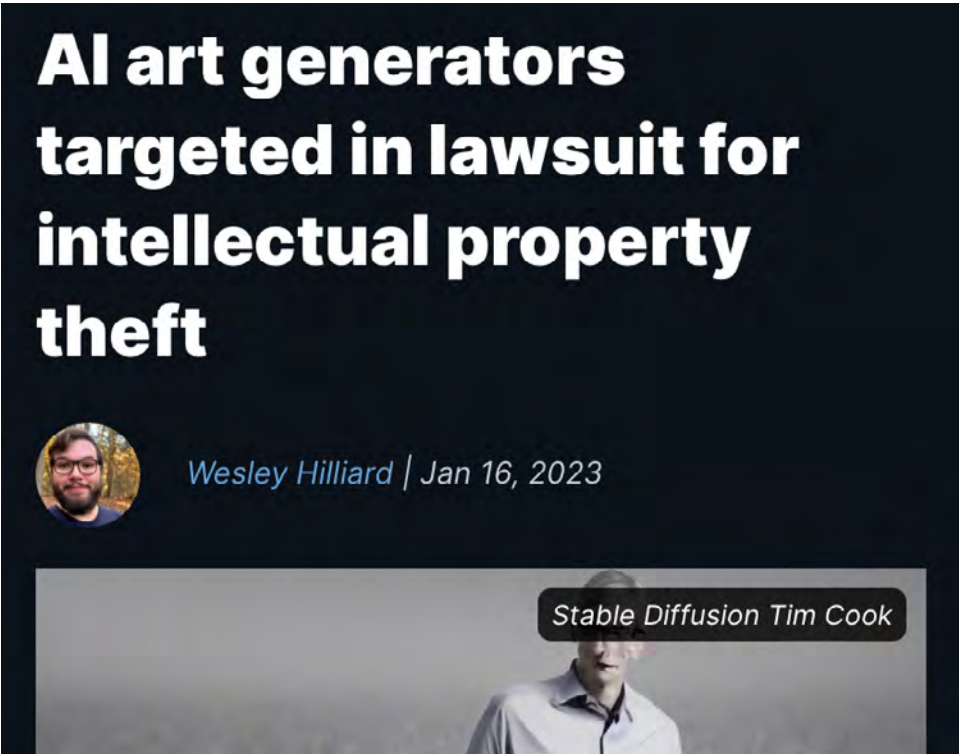 AI art generators
targeted in lawsuit for
intellectual property
theft
Wesley Hilliard | Jan 16, 2023
Stable Diffusion Tim Cook